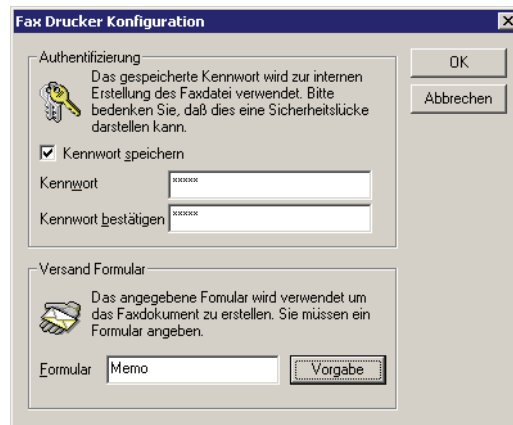 Fax Drucker Konfiguration
Authentifizierung
Das gespeicherte Kennwort wird zur internen
Erstellung des Faxdatei verwendet. Bitte
bedenken Sie, daß dies eine Sicherheitslücke
darstellen kann.
Kennwort speichern
Kennwort *****
Kennwort bestätigen *****
OK
Abbrechen
Versand Formular
Das angegebene Fomular wird verwendet um
das Faxdokument zu erstellen. Sie müssen ein
Formular angeben.
Formular Memo Vorgabe